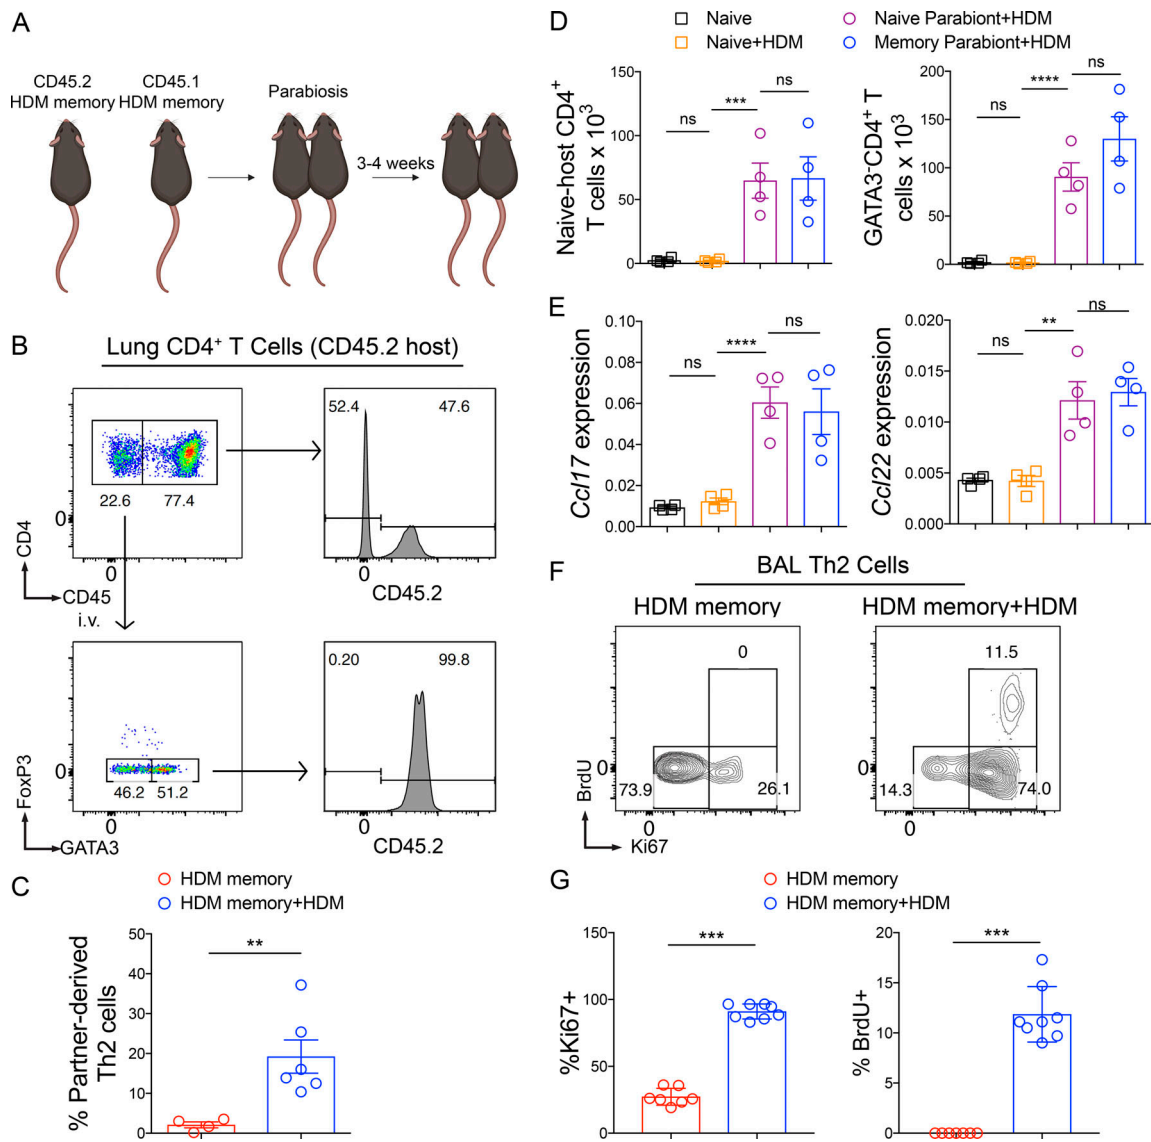 A
CD45.2
HDM memory
CD45.1
HDM memory
Parabiosis
3-4 weeks
B
Lung CD4⁺ T Cells (CD45.2 host)
22.6 77.4
0
0
CD4
CD45
i.v.
52.4 47.6
0
CD45.2
46.2 51.2
0
0
FoxP3
GATA3
0.20 99.8
0
CD45.2
C
HDM memory
HDM memory+HDM
% Partner-derived
Th2 cells
50
40
30
20
10
0
**
D
Naive
Naive+HDM
Naive Parabiont+HDM
Memory Parabiont+HDM
Naive-host CD4⁺
T cells x 10³
150
100
50
0
ns
***
ns
GATA3⁻CD4⁺ T
cells x 10³
200
150
100
50
0
ns
****
ns
E
Ccl17 expression
0.10
0.08
0.06
0.04
0.02
0.00
ns
****
ns
Ccl22 expression
0.020
0.015
0.010
0.005
0.000
ns
**
ns
F
BAL Th2 Cells
HDM memory
HDM memory+HDM
0
0
73.9
26.1
0
BrdU
Ki67
11.5
0
14.3
74.0
0
G
HDM memory
HDM memory+HDM
%Ki67+
150
100
50
0
***
% BrdU+
20
15
10
5
0
***